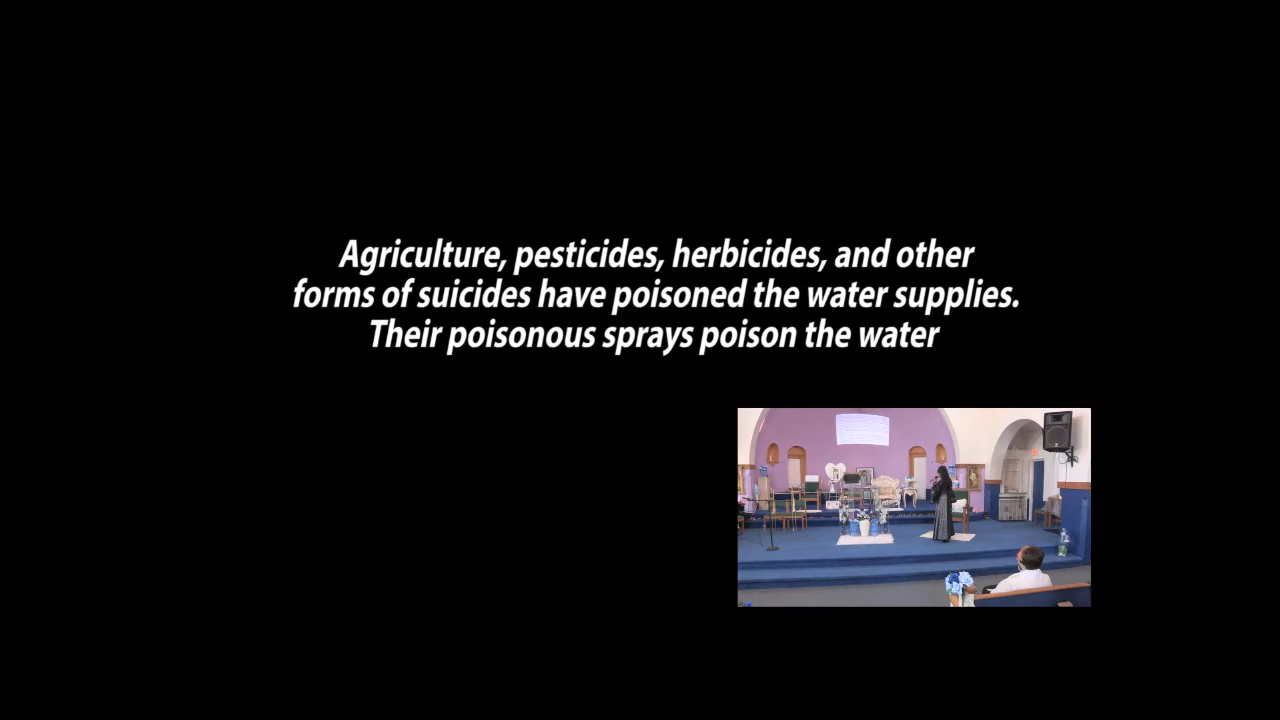 Agriculture, pesticides, herbicides, and other
forms of suicides have poisoned the water supplies.
Their poisonous sprays poison the water